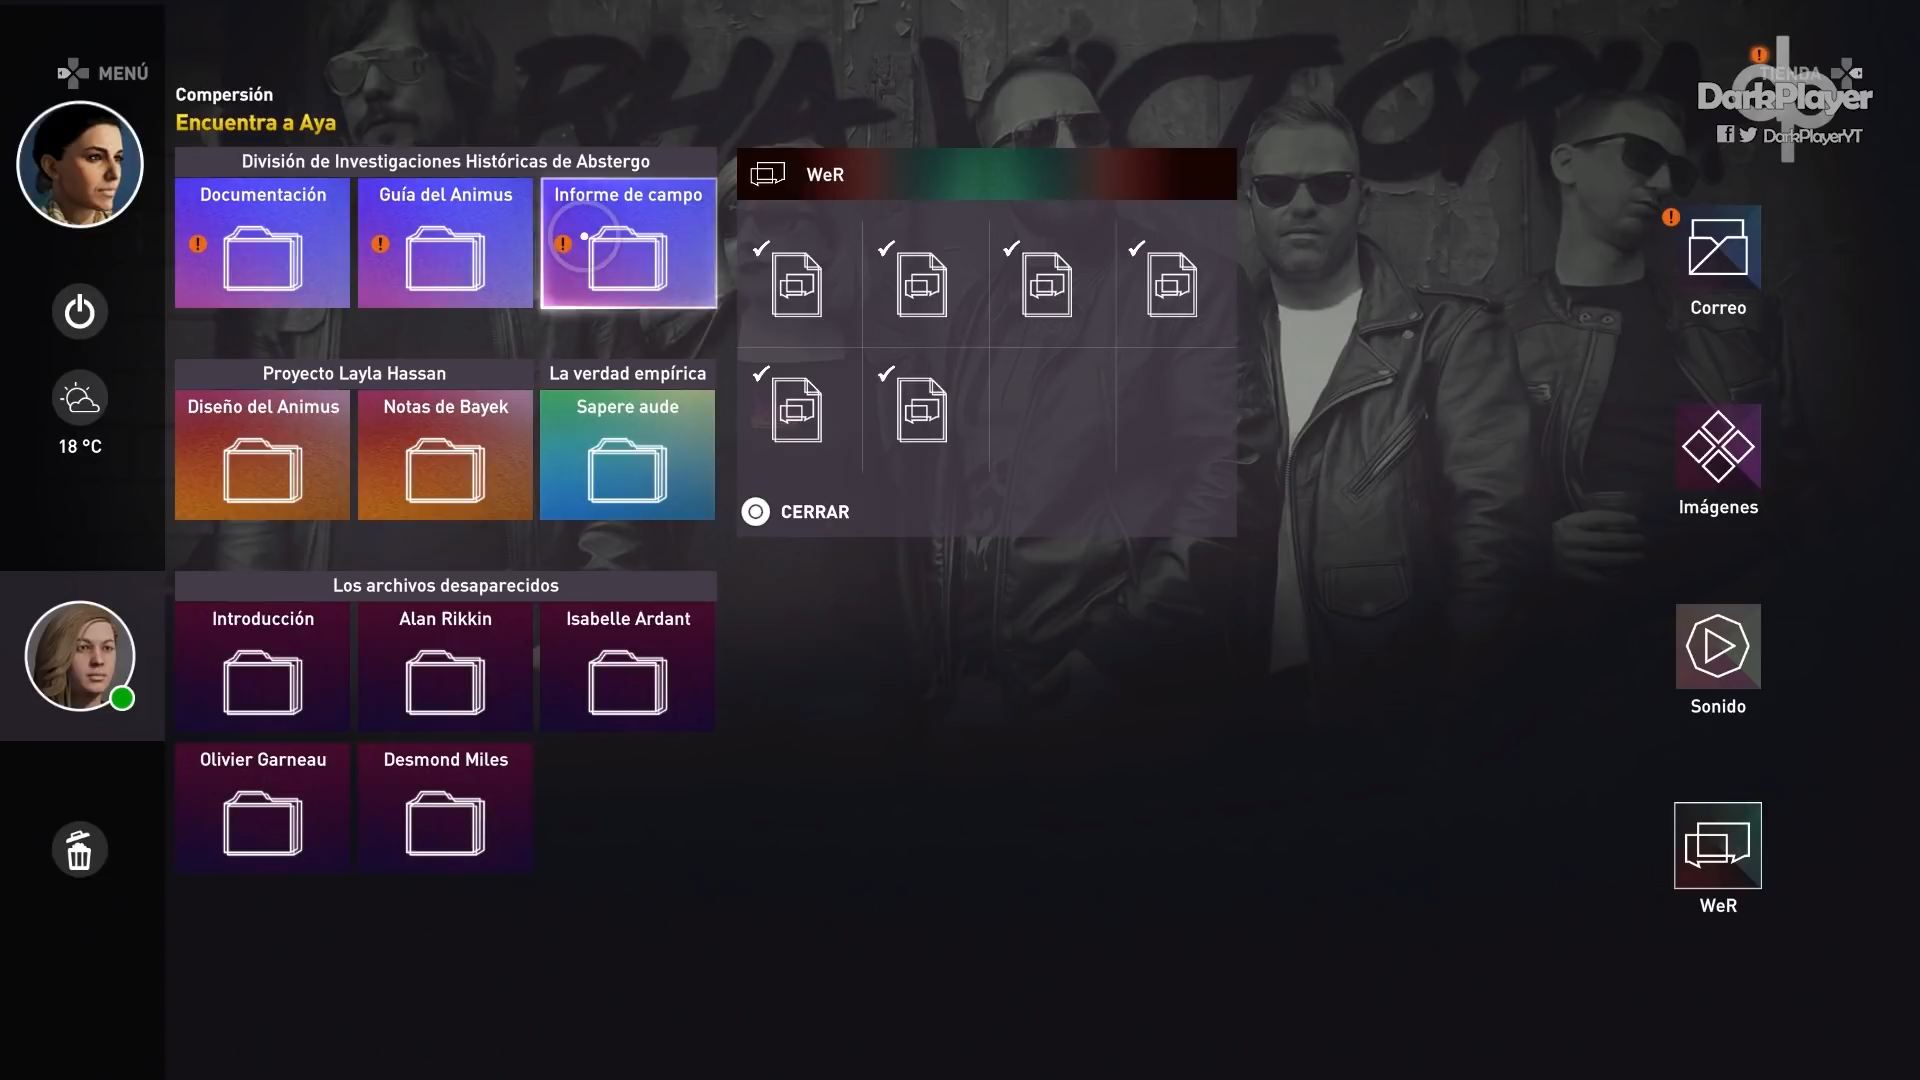 MENÚ
TIENDA
DarkPlayer
DarkPlayerYT
Compersión
Encuentra a Aya
División de Investigaciones Históricas de Abstergo
Documentación
Guía del Animus
Informe de campo
WeR
Correo
Proyecto Layla Hassan
La verdad empírica
Diseño del Animus
Notas de Bayek
Sapere aude
18 °C
CERRAR
Imágenes
Los archivos desaparecidos
Introducción
Alan Rikkin
Isabelle Ardant
Sonido
Olivier Garneau
Desmond Miles
WeR